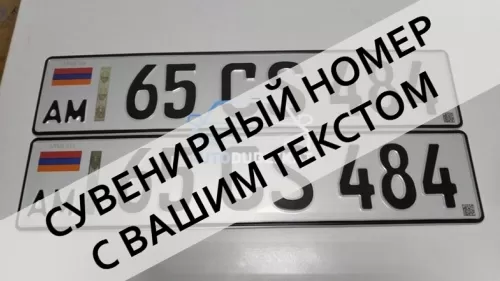 65 CS 484
AM
65 CS 484
AM
СУВЕНИРНЫЙ НОМЕР
С ВАШИМ ТЕКСТОМ